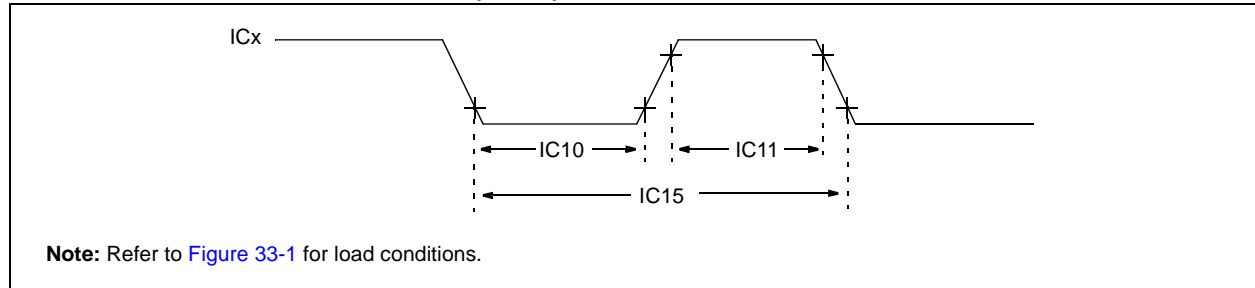 ICx
IC10
IC11
IC15
Note: Refer to Figure 33-1 for load conditions.